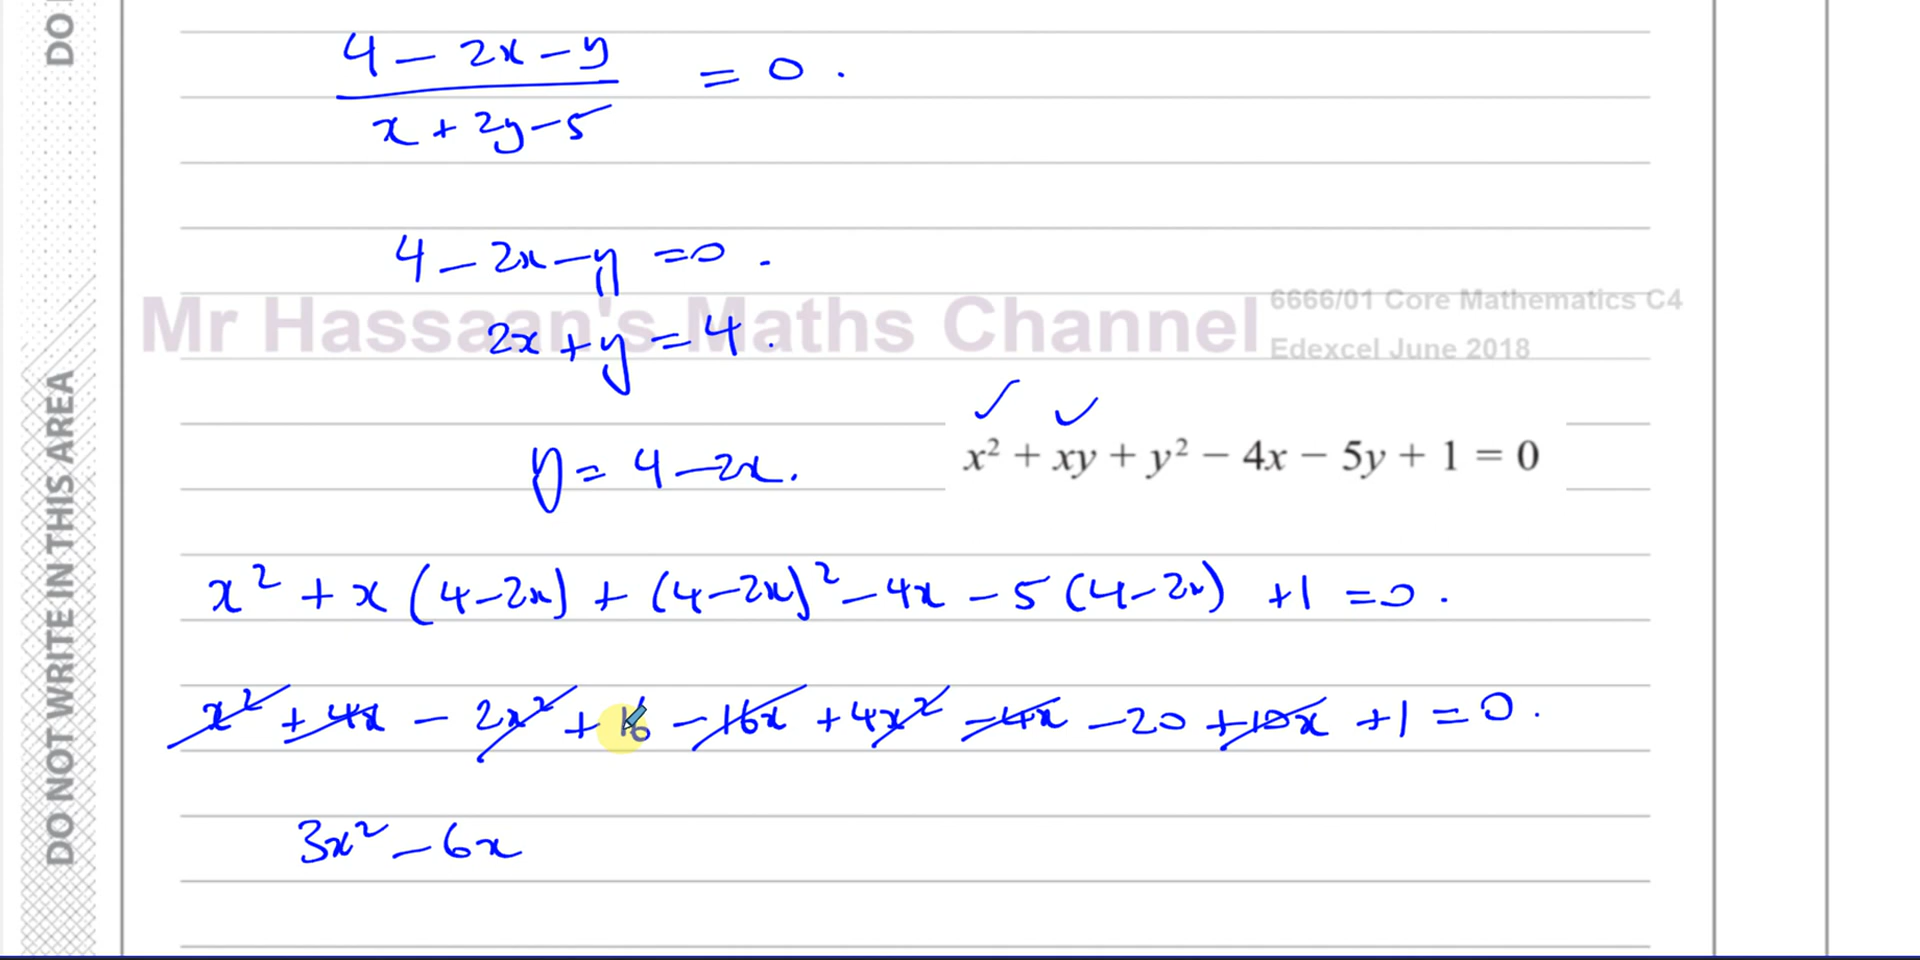 DO
4 - 2x - y
= 0 .
x + 2y - 5
4 - 2x - y = 0 .
Mr Hassaan's Maths Channel
6666/01 Core Mathematics C4
Edexcel June 2018
2x + y = 4 .
✓ ✓
x² + xy + y² − 4x − 5y + 1 = 0
y = 4 - 2x .
x² + x (4-2x) + (4-2x)² - 4x - 5 (4-2x) + 1 = 0 .
x² + 4x - 2x² + 16 - 16x + 4x² - 4x - 20 + 10x + 1 = 0 .
3x² - 6x
DO NOT WRITE IN THIS AREA